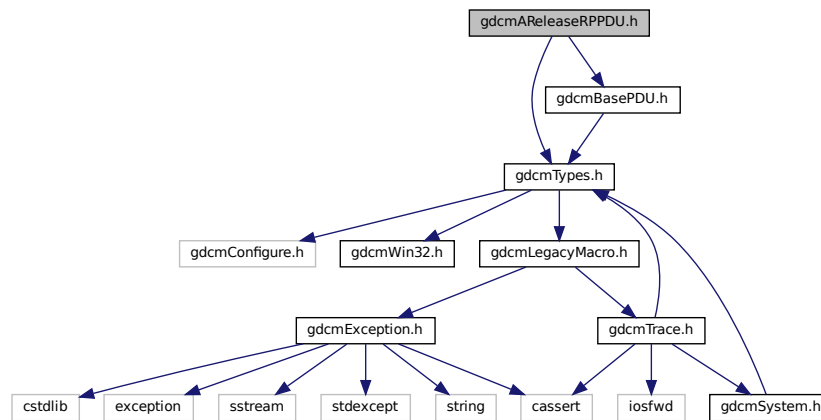 gdcmAReleaseRPPDU.h
gdcmBasePDU.h
gdcmTypes.h
gdcmConfigure.h
gdcmWin32.h
gdcmLegacyMacro.h
gdcmException.h
gdcmTrace.h
cstdlib
exception
sstream
stdexcept
string
cassert
iosfwd
gdcmSystem.h